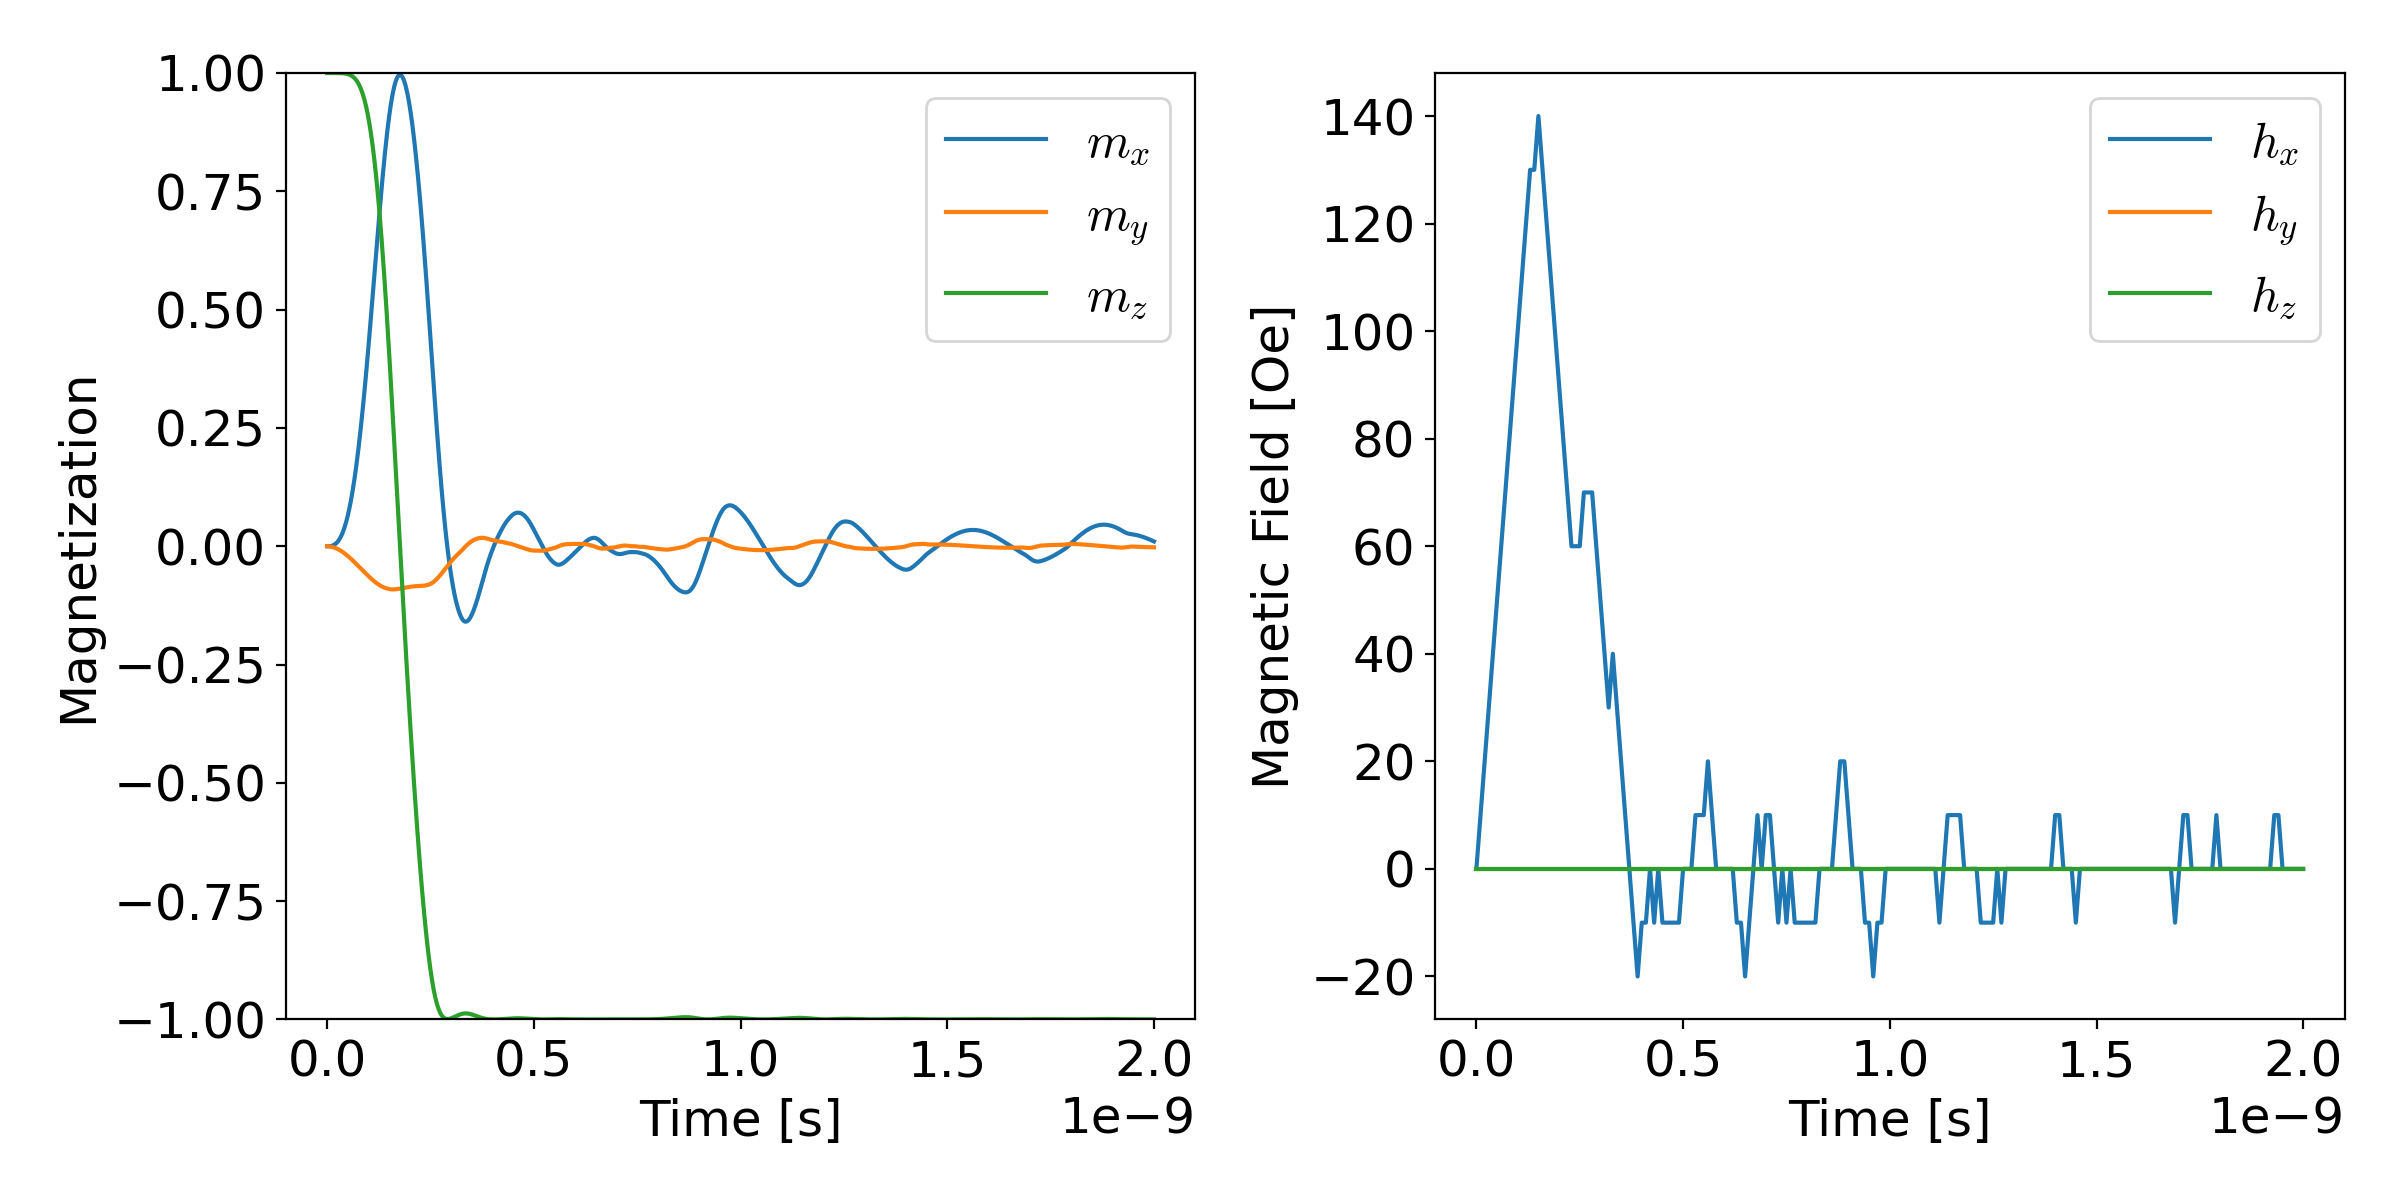 Magnetization
1.00
0.75
0.50
0.25
0.00
−0.25
−0.50
−0.75
−1.00
0.0 0.5 1.0 1.5 2.0
Time [s]
1e−9
m_x
m_y
m_z
Magnetic Field [Oe]
140
120
100
80
60
40
20
0
−20
0.0 0.5 1.0 1.5 2.0
Time [s]
1e−9
h_x
h_y
h_z